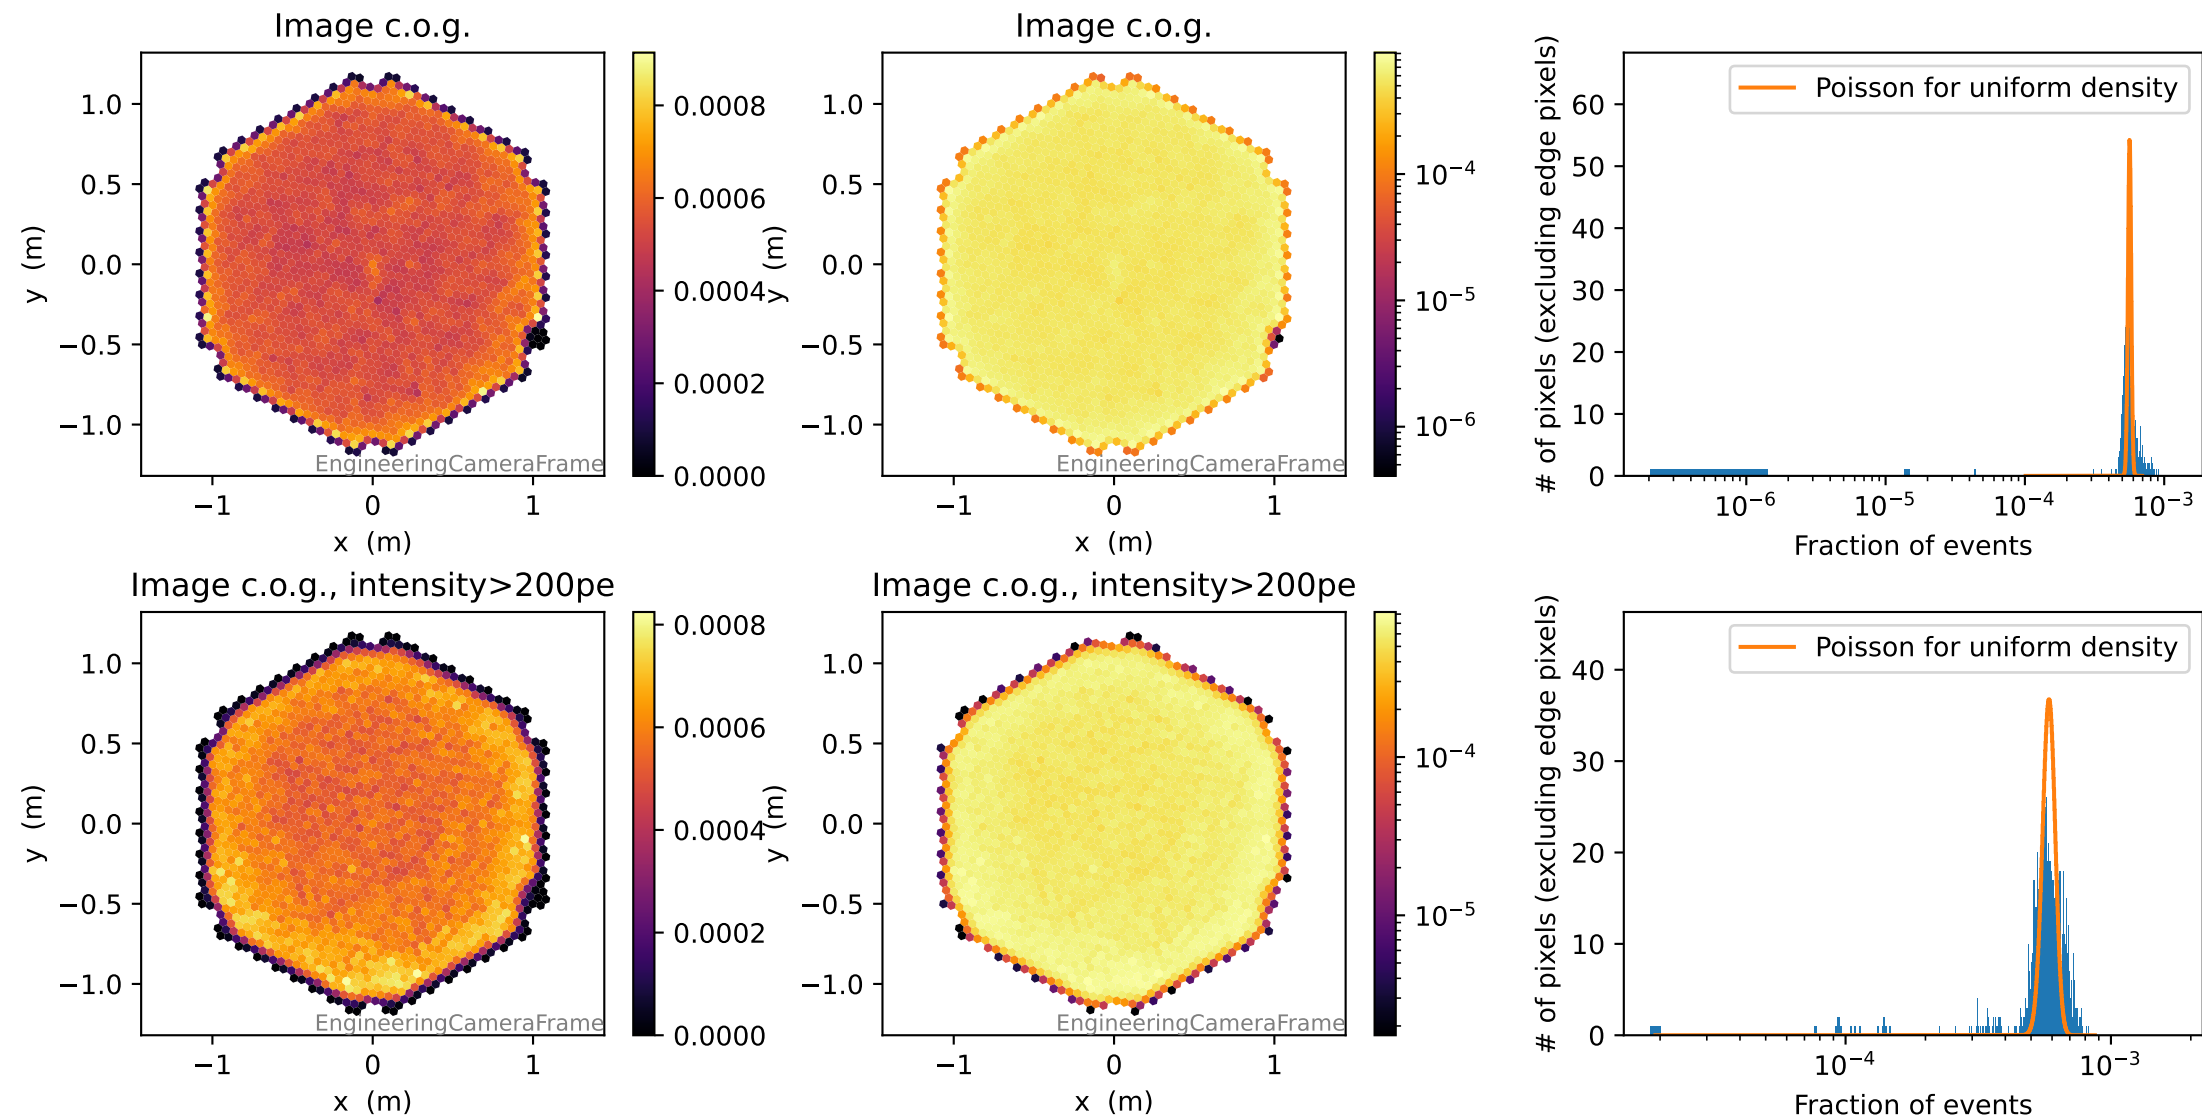 Image c.o.g.
1.0
0.5
0.0
−0.5
−1.0
y (m)
−1 0 1
x (m)
EngineeringCameraFrame
0.0008
0.0006
0.0004
0.0002
0.0000
Image c.o.g.
1.0
0.5
0.0
−0.5
−1.0
y (m)
−1 0 1
x (m)
EngineeringCameraFrame
10⁻⁴
10⁻⁵
10⁻⁶
Poisson for uniform density
# of pixels (excluding edge pixels)
60
50
40
30
20
10
0
10⁻⁶ 10⁻⁵ 10⁻⁴ 10⁻³
Fraction of events
Image c.o.g., intensity>200pe
1.0
0.5
0.0
−0.5
−1.0
y (m)
−1 0 1
x (m)
EngineeringCameraFrame
0.0008
0.0006
0.0004
0.0002
0.0000
Image c.o.g., intensity>200pe
1.0
0.5
0.0
−0.5
−1.0
y (m)
−1 0 1
x (m)
EngineeringCameraFrame
10⁻⁴
10⁻⁵
Poisson for uniform density
# of pixels (excluding edge pixels)
40
30
20
10
0
10⁻⁴ 10⁻³
Fraction of events